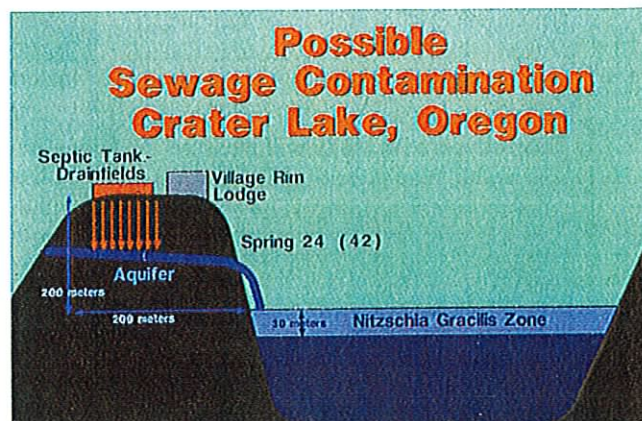 Possible
Sewage Contamination
Crater Lake, Oregon
Septic Tank-
Drainfields
Village Rim
Lodge
Spring 24 (42)
Aquifer
200 meters
200 meters
30 meters
Nitzschia Gracilis Zone